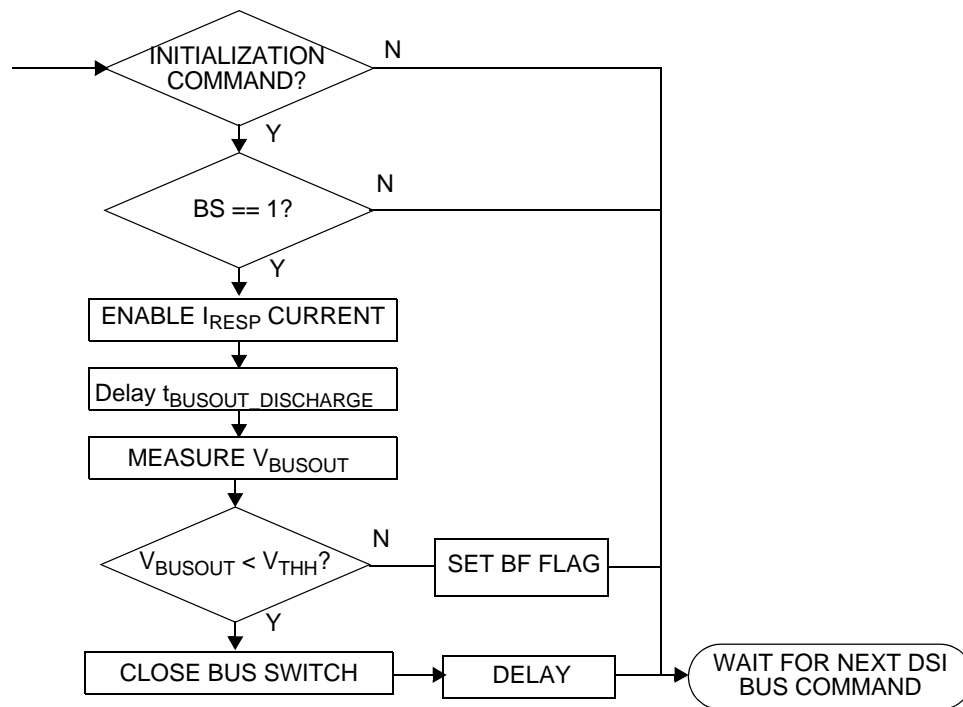 INITIALIZATION
COMMAND?
N
Y
BS == 1?
N
Y
ENABLE IRESP CURRENT
Delay tBUSOUT_DISCHARGE
MEASURE VBUSOUT
VBUSOUT < VTHH?
N
SET BF FLAG
Y
CLOSE BUS SWITCH
DELAY
WAIT FOR NEXT DSI
BUS COMMAND